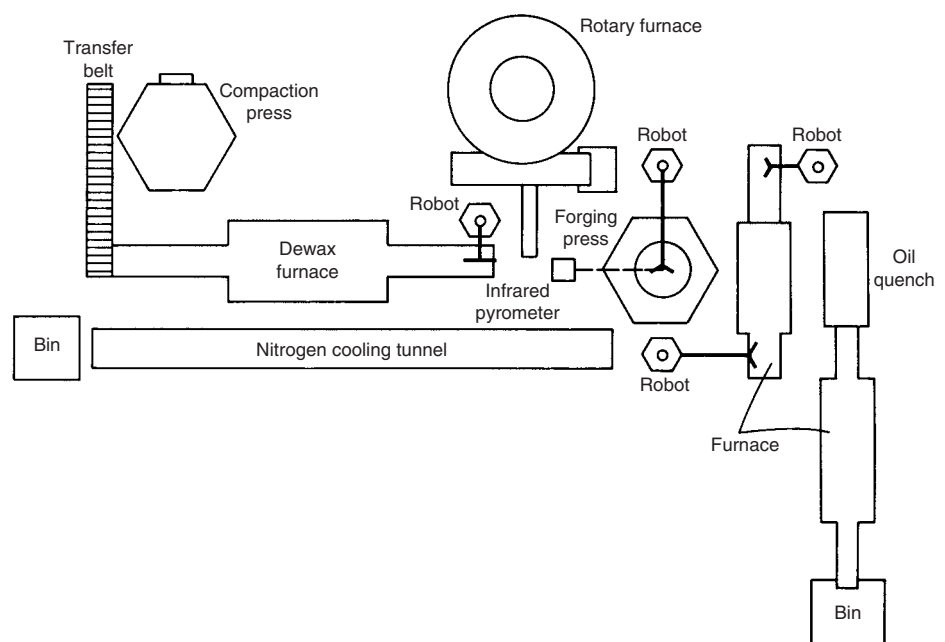 Rotary furnace
Transfer
belt
Compaction
press
Robot
Robot
Robot
Forging
press
Dewax
furnace
Oil
quench
Infrared
pyrometer
Bin
Nitrogen cooling tunnel
Robot
Furnace
Bin